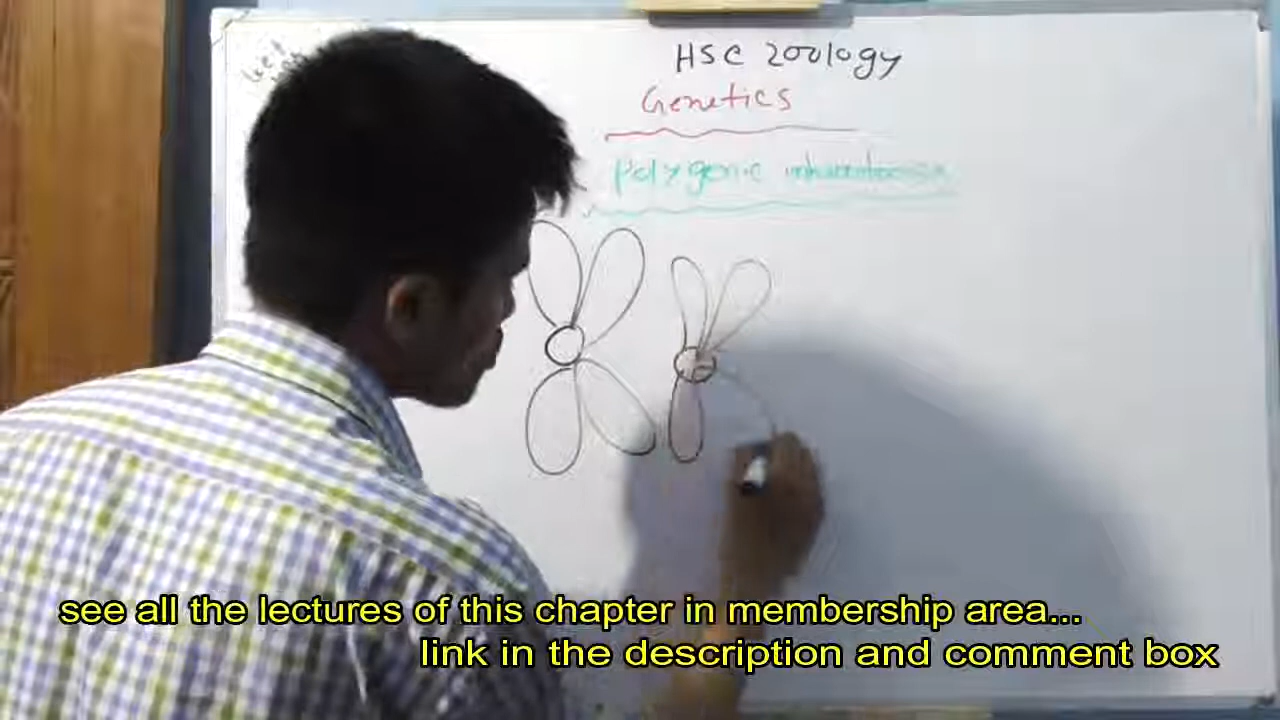 HSC Zoology
Genetics
polygenic inheritance
see all the lectures of this chapter in membership area...
link in the description and comment box